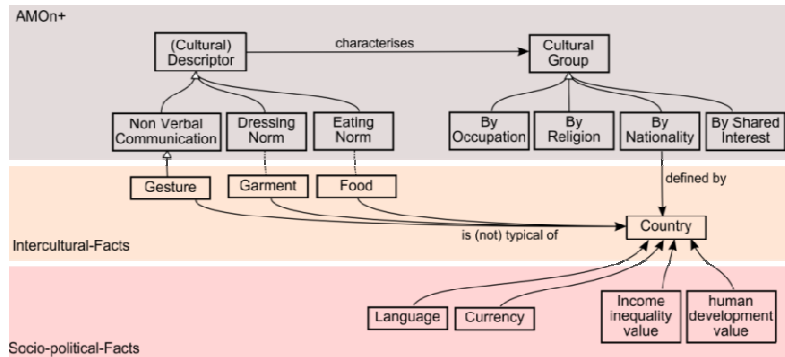 AMOn+
(Cultural)
Descriptor
characterises
Cultural
Group
Non Verbal
Communication
Dressing
Norm
Eating
Norm
By
Occupation
By
Religion
By
Nationality
By Shared
Interest
Gesture
Garment
Food
defined by
is (not) typical of
Country
Intercultural-Facts
Language
Currency
Income
inequality
value
human
development
value
Socio-political-Facts